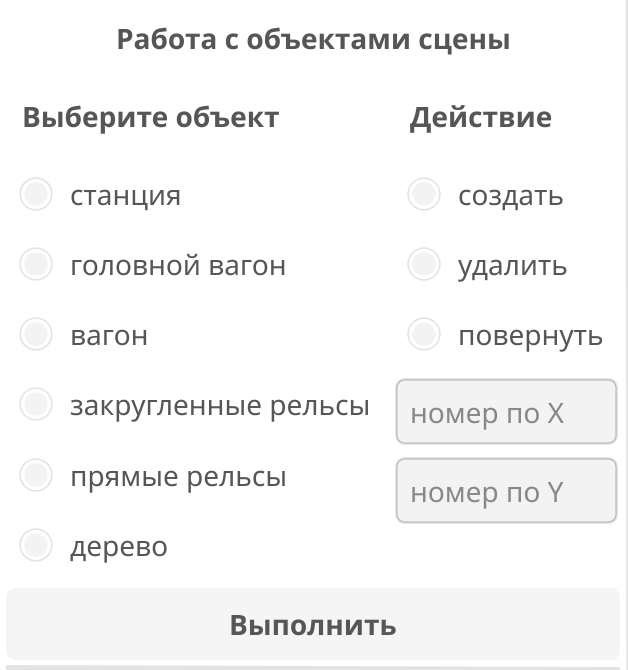 Работа с объектами сцены
Выберите объект
Действие
станция
создать
головной вагон
удалить
вагон
повернуть
закругленные рельсы
номер по X
прямые рельсы
номер по Y
дерево
Выполнить